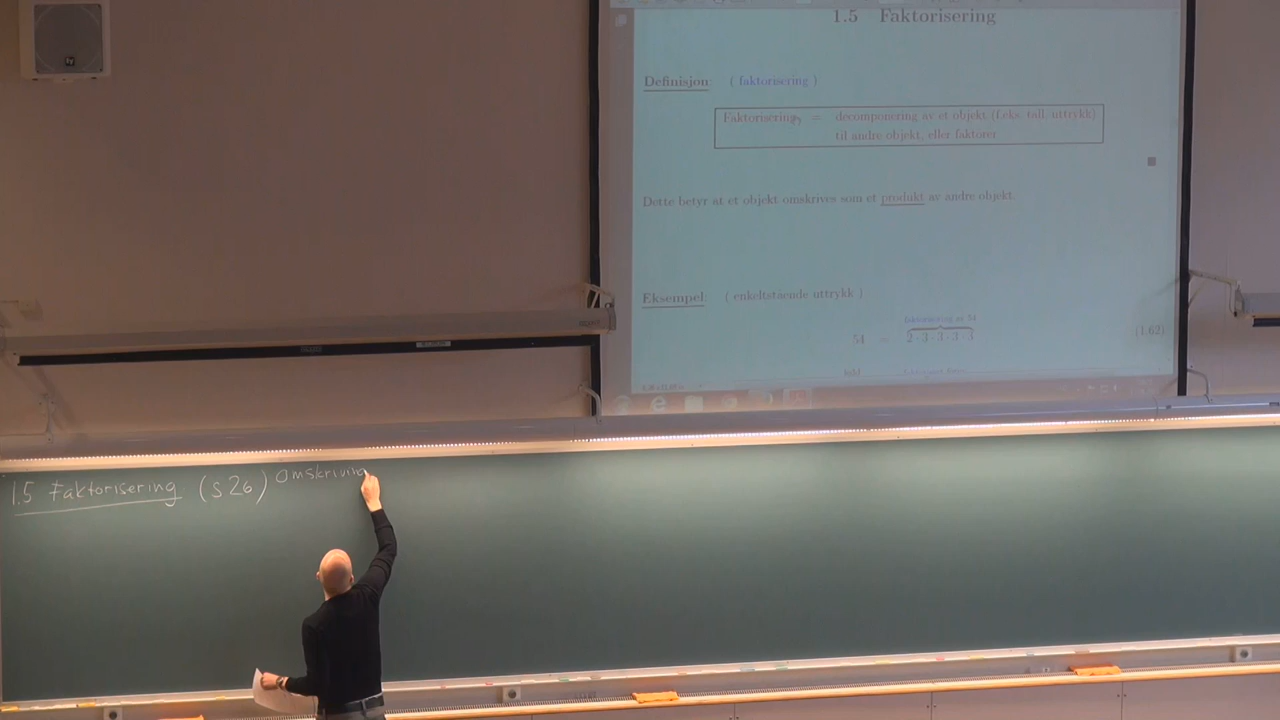 1.5 Faktorisering
Definisjon: ( faktorisering )
Faktorisering = decomponering av et objekt (f.eks. tall, uttrykk)
til andre objekt, eller faktorer
Dette betyr at et objekt omskrives som et produkt av andre objekt.
Eksempel: ( enkeltstående uttrykk )
faktorisering av 54
54 = 2 · 3 · 3 · 3 (1.62)
1.5 Faktorisering (s 26) Omskriving